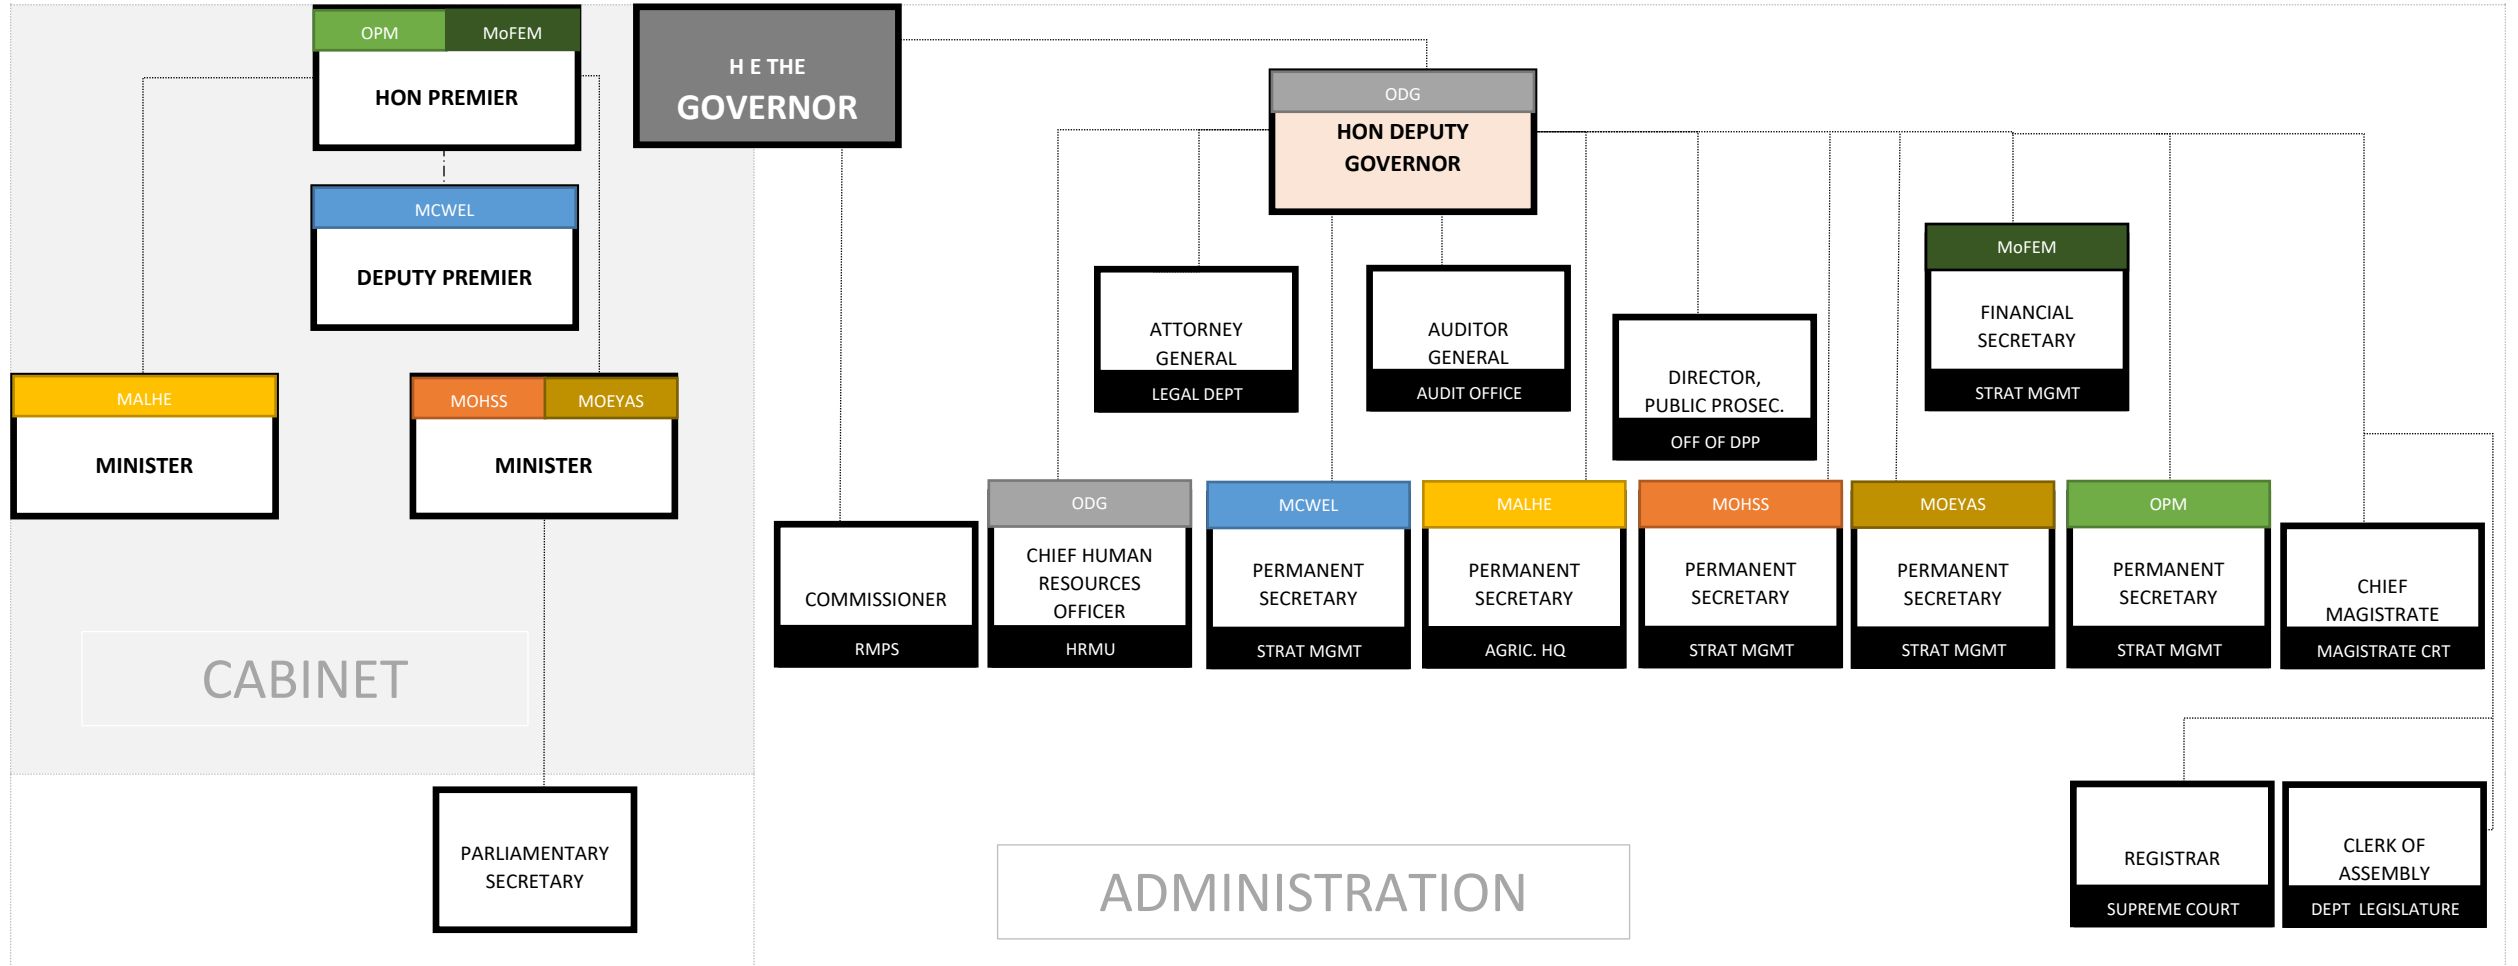 OPM
MoFEM
HON PREMIER
H E THE
GOVERNOR
ODG
HON DEPUTY
GOVERNOR
MCWEL
DEPUTY PREMIER
MoFEM
FINANCIAL
SECRETARY
STRAT MGMT
ATTORNEY
GENERAL
LEGAL DEPT
AUDITOR
GENERAL
AUDIT OFFICE
DIRECTOR,
PUBLIC PROSEC.
OFF OF DPP
MALHE
MINISTER
MOHSS
MOEYAS
MINISTER
COMMISSIONER
RMPS
ODG
CHIEF HUMAN
RESOURCES
OFFICER
HRMU
MCWEL
PERMANENT
SECRETARY
STRAT MGMT
MALHE
PERMANENT
SECRETARY
AGRIC. HQ
MOHSS
PERMANENT
SECRETARY
STRAT MGMT
MOEYAS
PERMANENT
SECRETARY
STRAT MGMT
OPM
PERMANENT
SECRETARY
STRAT MGMT
CHIEF
MAGISTRATE
MAGISTRATE CRT
CABINET
PARLIAMENTARY
SECRETARY
ADMINISTRATION
REGISTRAR
SUPREME COURT
CLERK OF
ASSEMBLY
DEPT LEGISLATURE